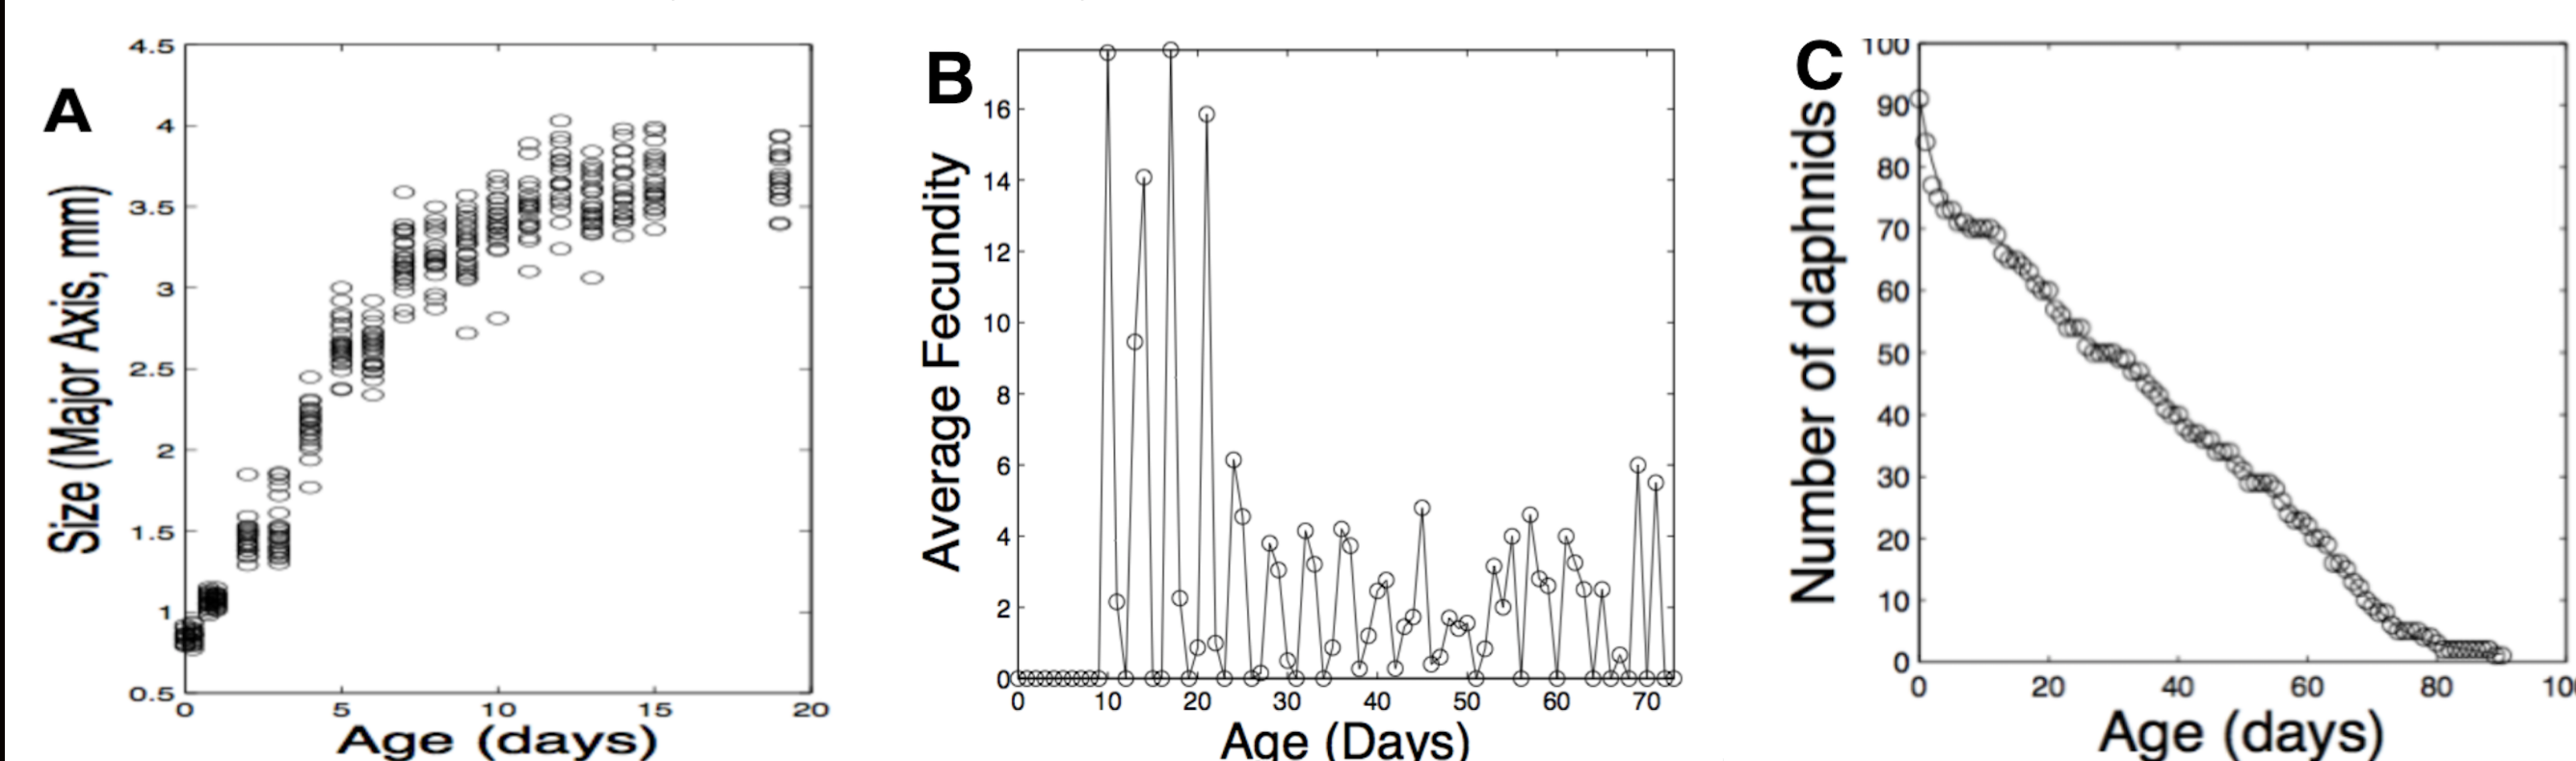 A
Size (Major Axis, mm)
4.5
4
3.5
3
2.5
2
1.5
1
0.5
0 5 10 15 20
Age (days)
B
Average Fecundity
16
14
12
10
8
6
4
2
0
0 10 20 30 40 50 60 70
Age (Days)
C
Number of daphnids
100
90
80
70
60
50
40
30
20
10
0
0 20 40 60 80 10
Age (days)